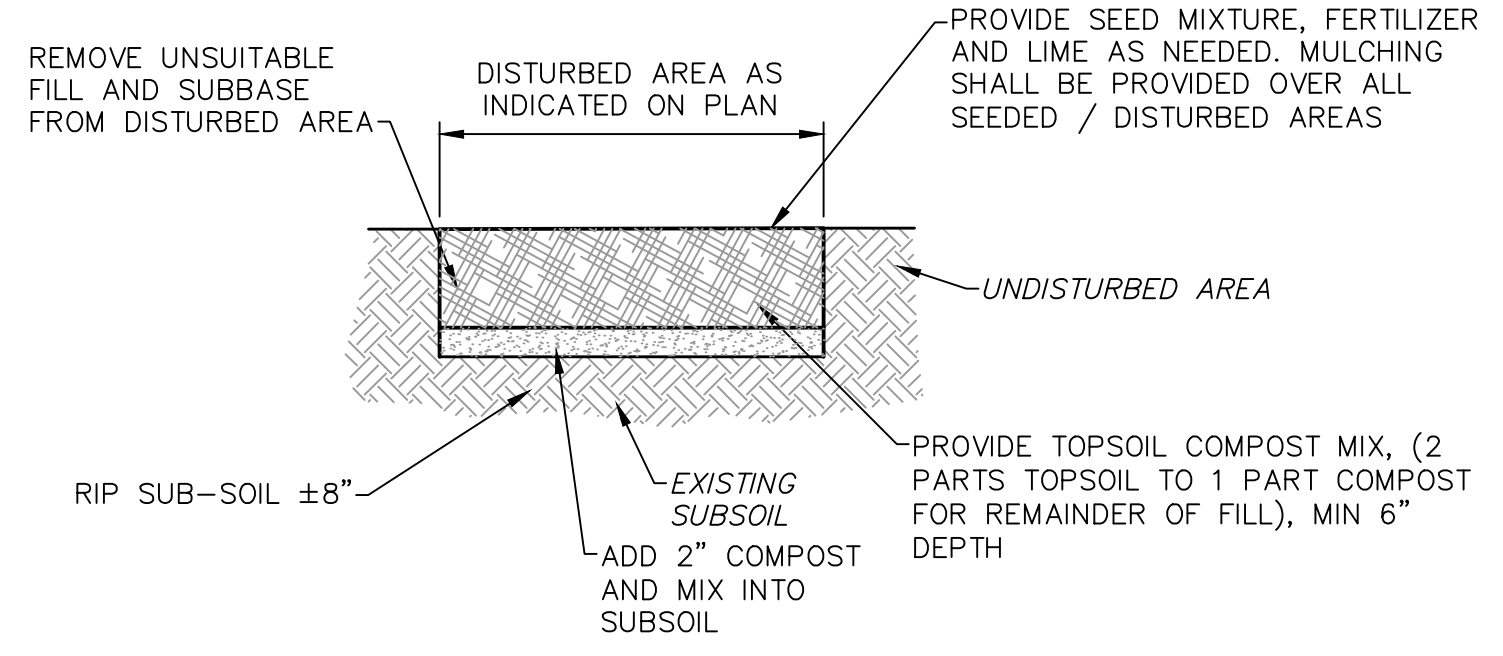 REMOVE UNSUITABLE
FILL AND SUBBASE
FROM DISTURBED AREA
DISTURBED AREA AS
INDICATED ON PLAN
PROVIDE SEED MIXTURE, FERTILIZER
AND LIME AS NEEDED. MULCHING
SHALL BE PROVIDED OVER ALL
SEEDED / DISTURBED AREAS
UNDISTURBED AREA
RIP SUB-SOIL ±8"
EXISTING
SUBSOIL
ADD 2" COMPOST
AND MIX INTO
SUBSOIL
PROVIDE TOPSOIL COMPOST MIX, (2
PARTS TOPSOIL TO 1 PART COMPOST
FOR REMAINDER OF FILL), MIN 6"
DEPTH